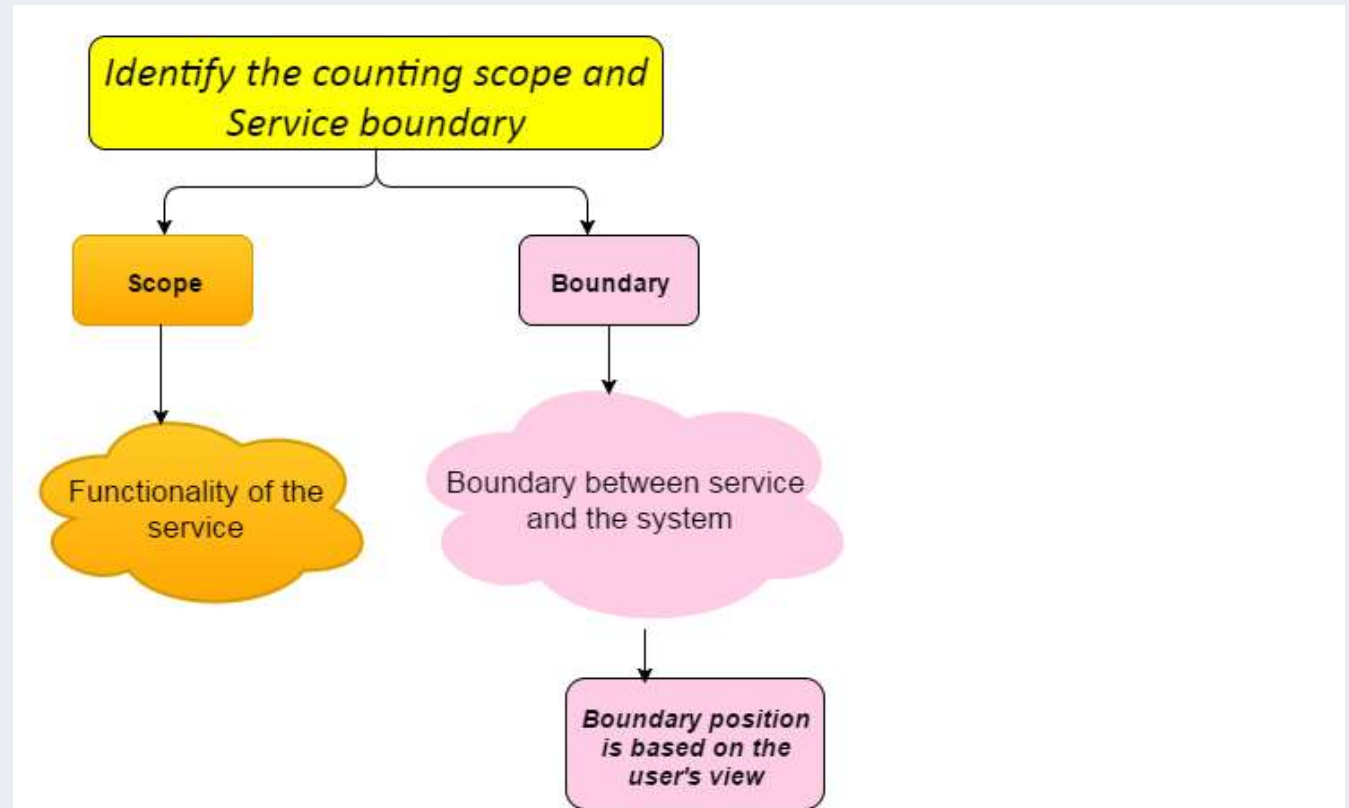 Identify the counting scope and
Service boundary
Scope
Boundary
Functionality of the
service
Boundary between service
and the system
Boundary position
is based on the
user's view